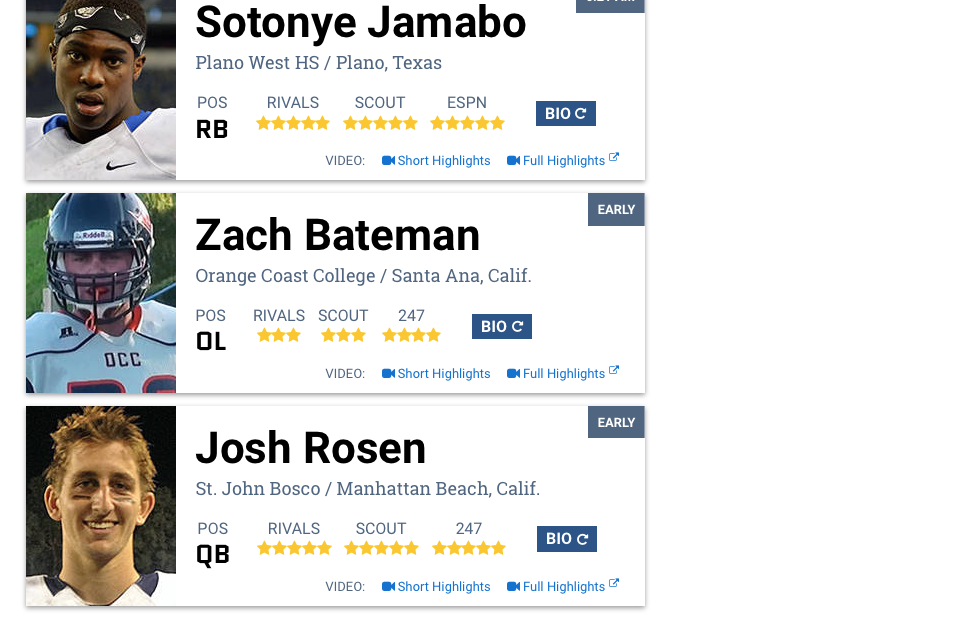 Sotonye Jamabo
Plano West HS / Plano, Texas
POS RIVALS SCOUT ESPN
RB
BIO
VIDEO: Short Highlights Full Highlights
EARLY
Zach Bateman
Orange Coast College / Santa Ana, Calif.
POS RIVALS SCOUT 247
OL
BIO
VIDEO: Short Highlights Full Highlights
Riddell
OCC
EARLY
Josh Rosen
St. John Bosco / Manhattan Beach, Calif.
POS RIVALS SCOUT 247
QB
BIO
VIDEO: Short Highlights Full Highlights